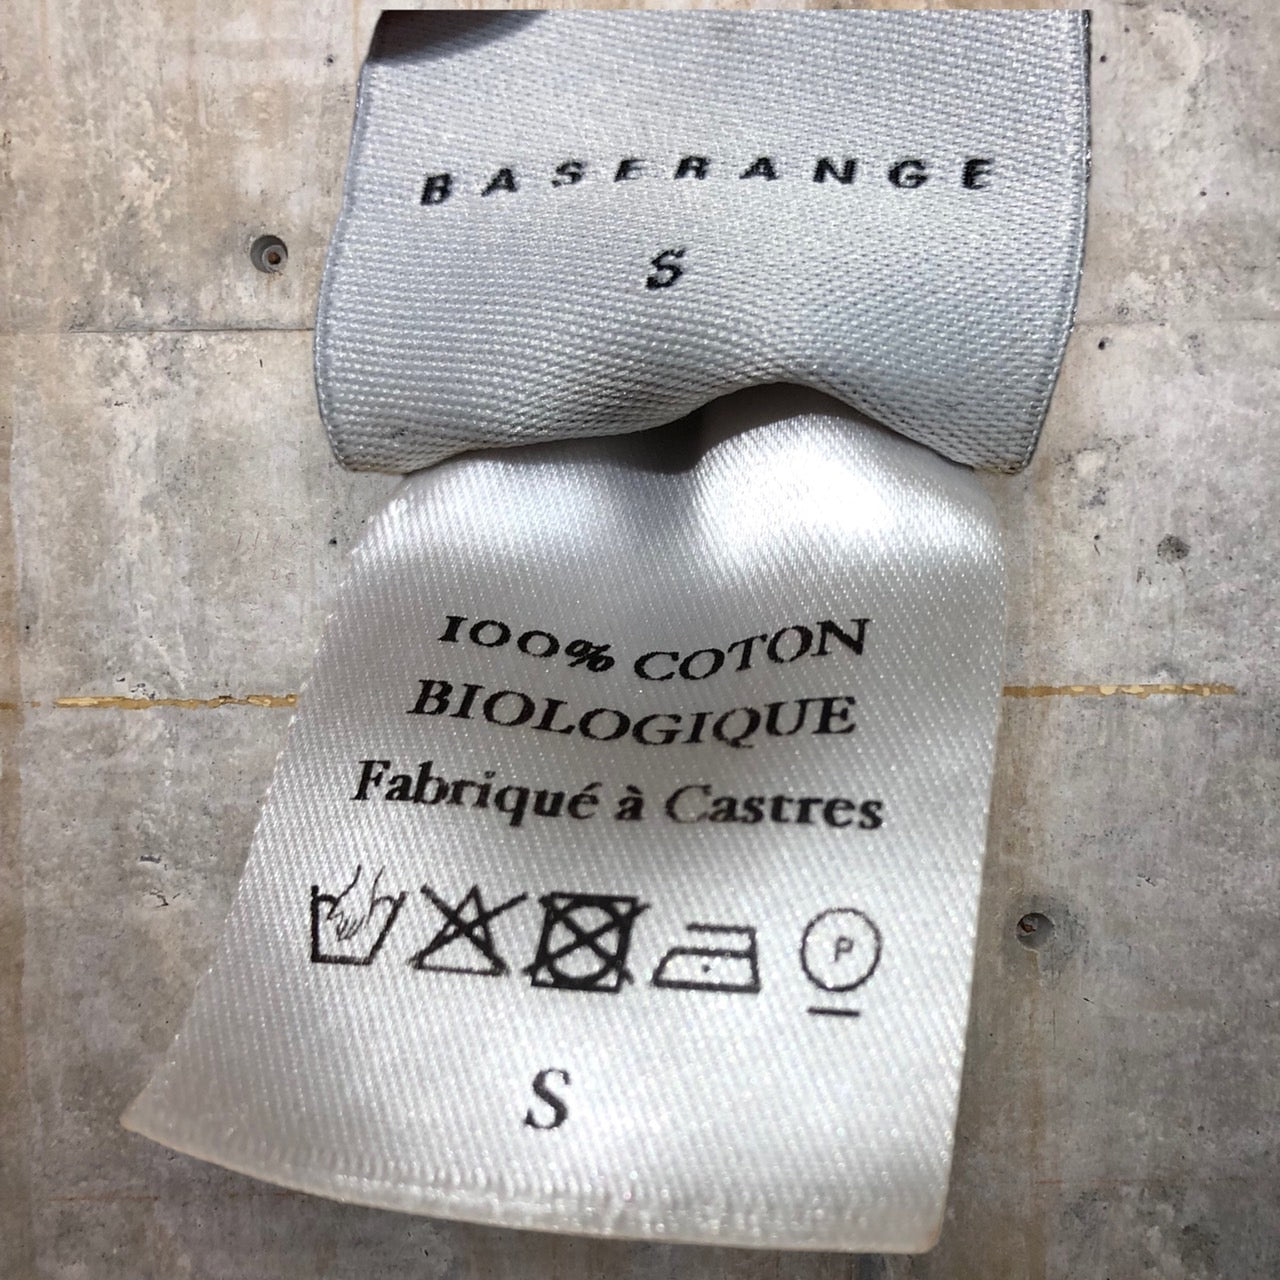 BASERANGE
S
100% COTON
BIOLOGIQUE
Fabriqué à Castres
P
S